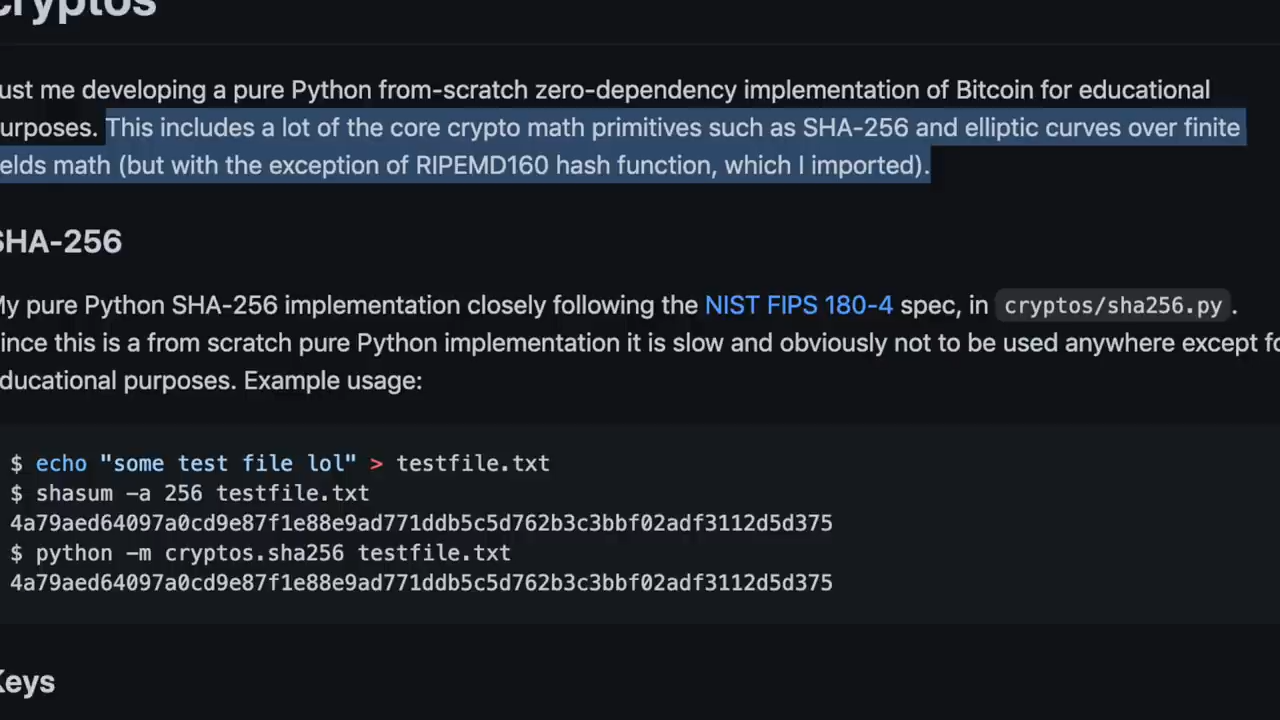 Cryptos
ust me developing a pure Python from-scratch zero-dependency implementation of Bitcoin for educational
urposes. This includes a lot of the core crypto math primitives such as SHA-256 and elliptic curves over finite
elds math (but with the exception of RIPEMD160 hash function, which I imported).
SHA-256
My pure Python SHA-256 implementation closely following the NIST FIPS 180-4 spec, in cryptos/sha256.py.
ince this is a from scratch pure Python implementation it is slow and obviously not to be used anywhere except fo
ducational purposes. Example usage:
$ echo "some test file lol" > testfile.txt
$ shasum -a 256 testfile.txt
4a79aed64097a0cd9e87f1e88e9ad771ddb5c5d762b3c3bbf02adf3112d5d375
$ python -m cryptos.sha256 testfile.txt
4a79aed64097a0cd9e87f1e88e9ad771ddb5c5d762b3c3bbf02adf3112d5d375
Keys